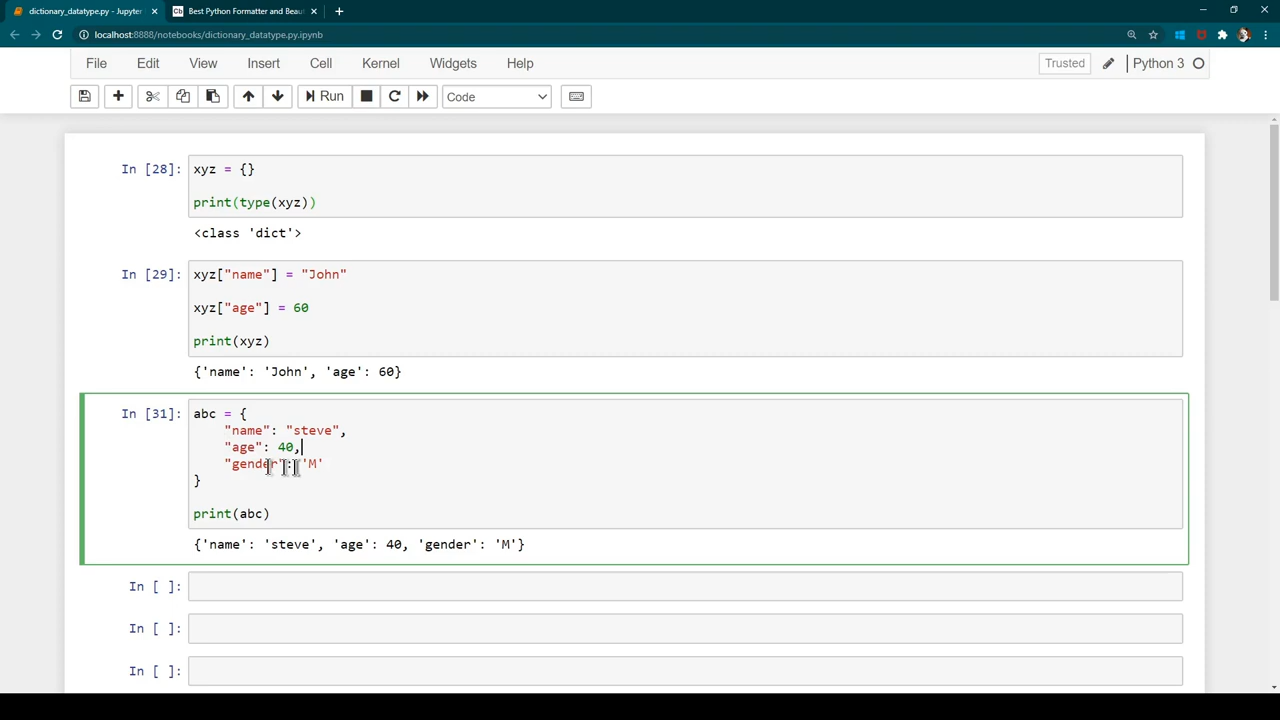 dictionary_datatype.py - Jupyter
Best Python Formatter and Beau
localhost:8888/notebooks/dictionary_datatype.py.ipynb
File Edit View Insert Cell Kernel Widgets Help Trusted Python 3
Run Code
In [28]: xyz = {}
print(type(xyz))
<class 'dict'>
In [29]: xyz["name"] = "John"
xyz["age"] = 60
print(xyz)
{'name': 'John', 'age': 60}
In [31]: abc = {
"name": "steve",
"age": 40,
"gender": 'M'
}
print(abc)
{'name': 'steve', 'age': 40, 'gender': 'M'}
In [ ]:
In [ ]:
In [ ]: